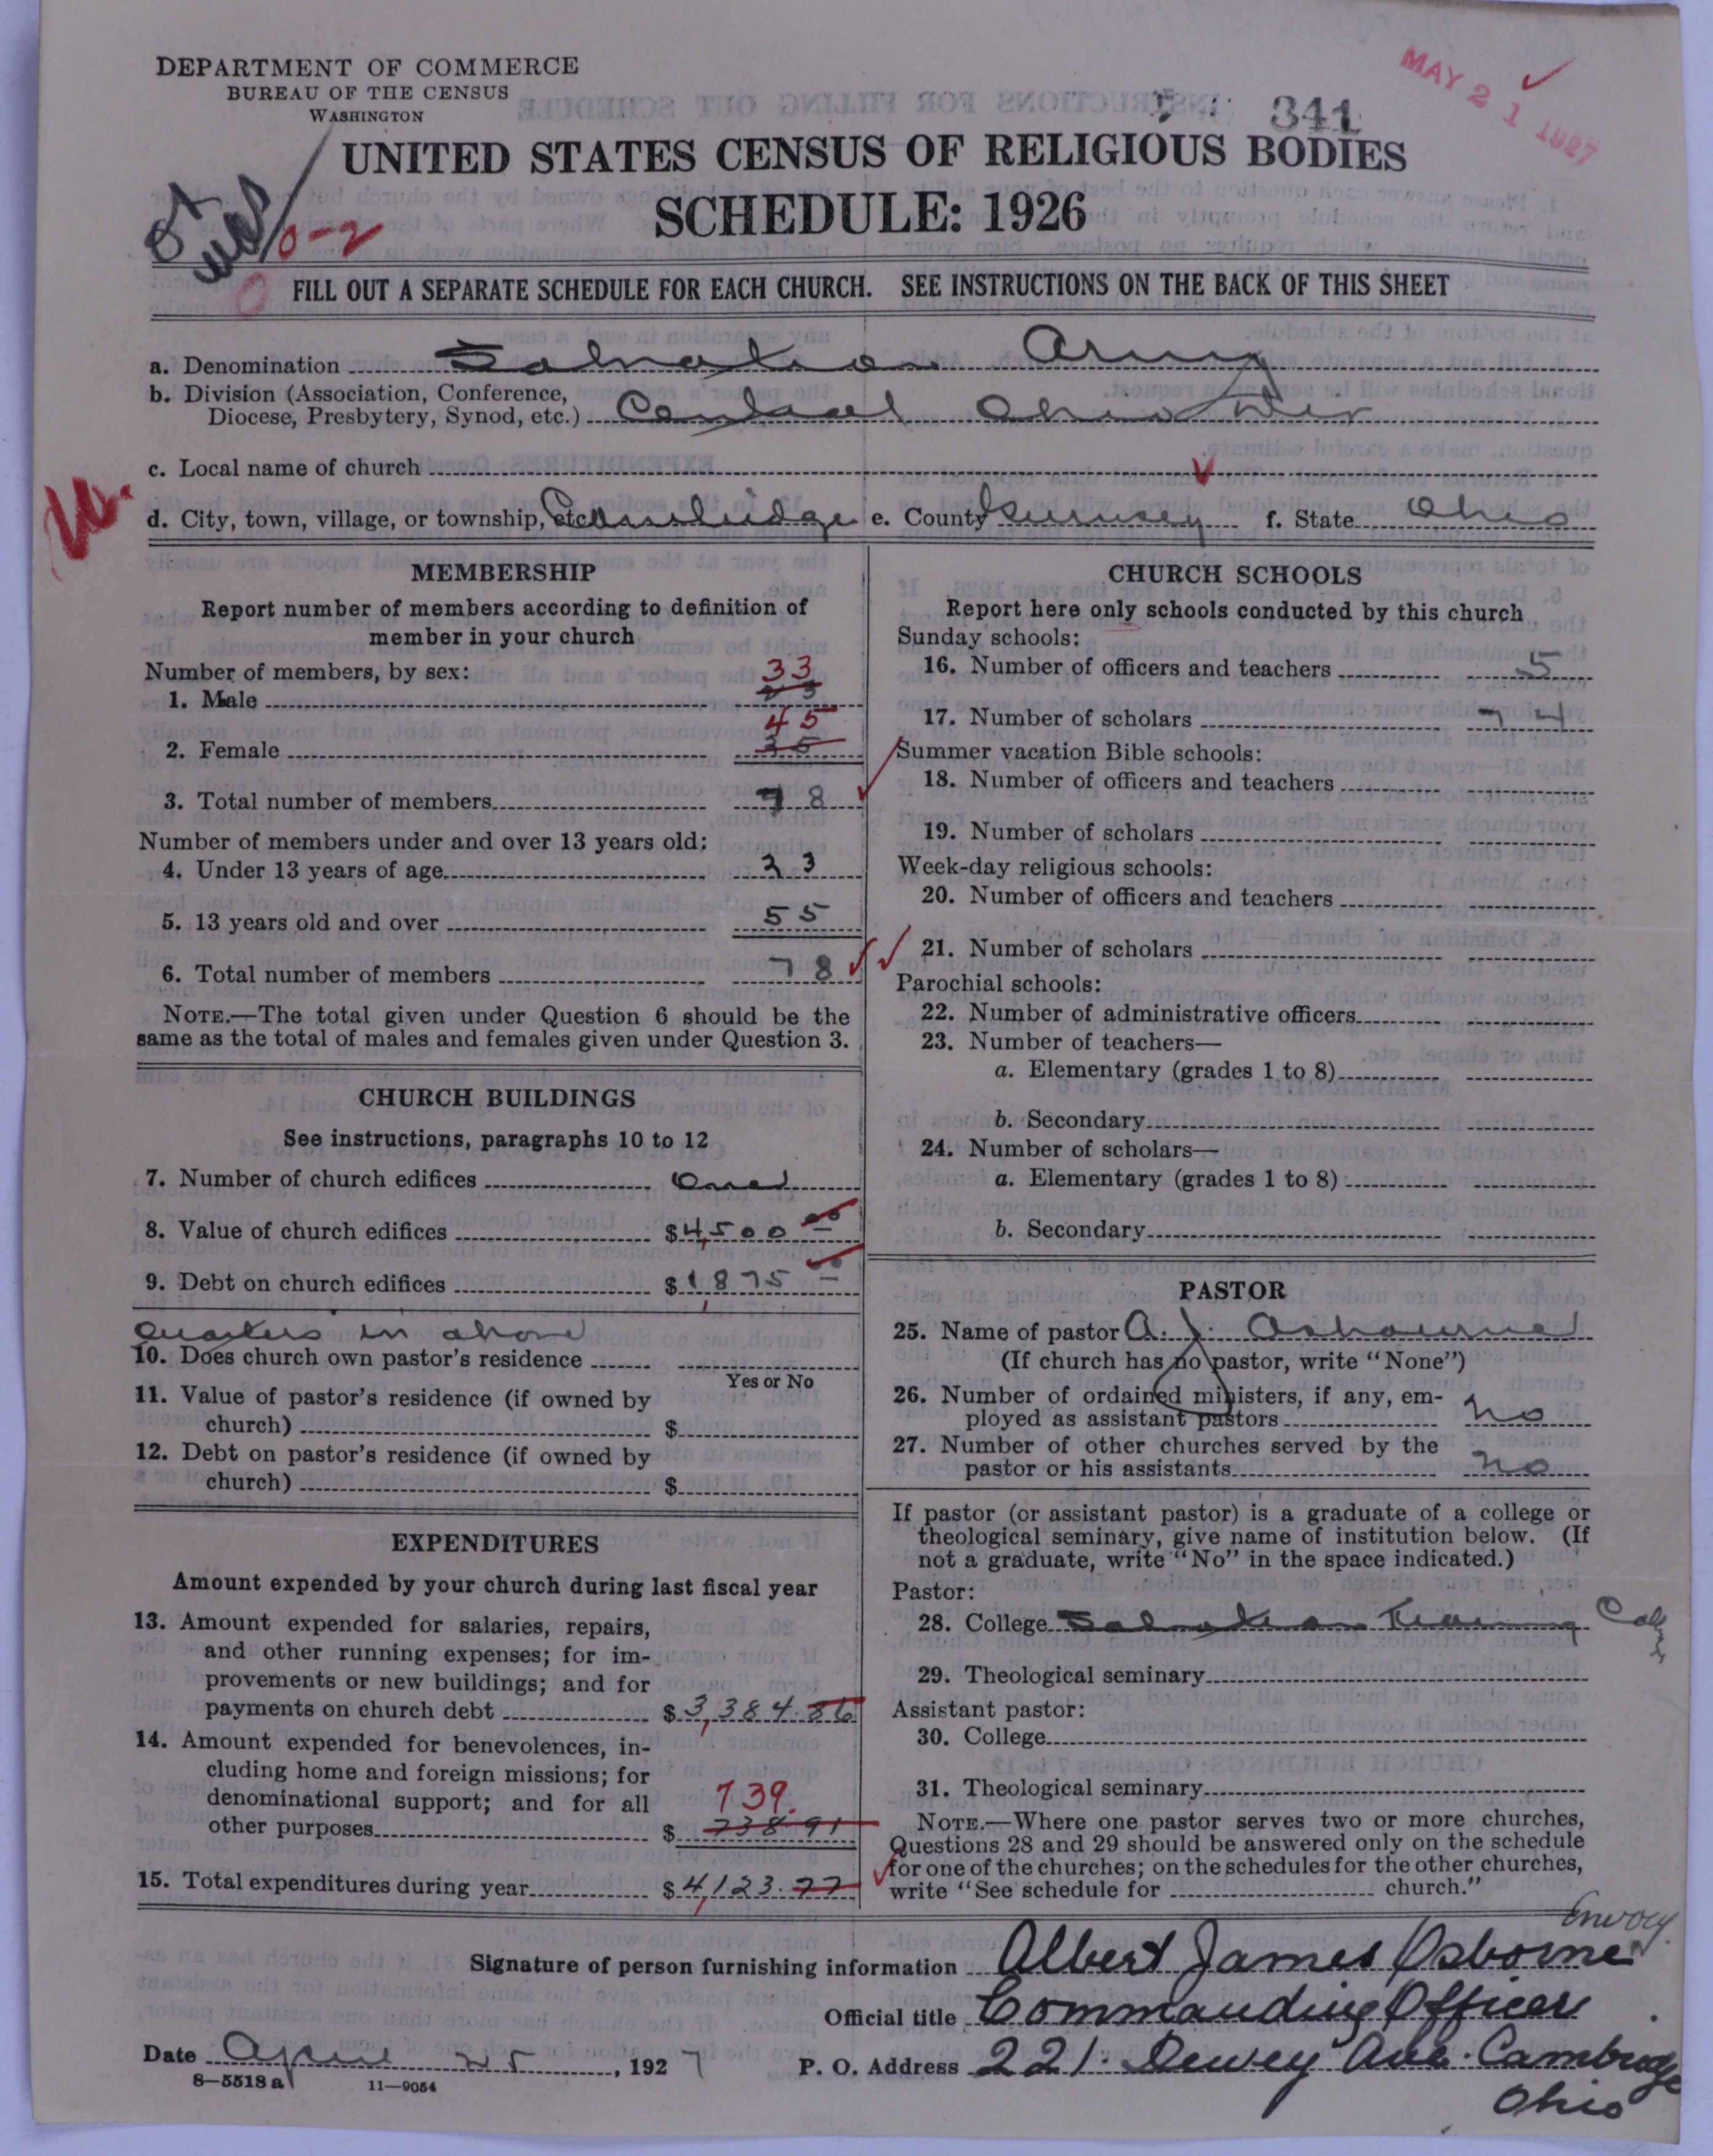 DEPARTMENT OF COMMERCE
BUREAU OF THE CENSUS
WASHINGTON
341
MAY 21 1927
UNITED STATES CENSUS OF RELIGIOUS BODIES
SCHEDULE: 1926
0-2
FILL OUT A SEPARATE SCHEDULE FOR EACH CHURCH. SEE INSTRUCTIONS ON THE BACK OF THIS SHEET
a. Denomination Salvation Army
b. Division (Association, Conference,
Diocese, Presbytery, Synod, etc.) Central Ohio Div
c. Local name of church
d. City, town, village, or township, etc. Cambridge e. County Guernsey f. State Ohio
MEMBERSHIP
Report number of members according to definition of
member in your church
Number of members, by sex:
33
1. Male 23
45
2. Female 35
3. Total number of members 78
Number of members under and over 13 years old:
4. Under 13 years of age 23
5. 13 years old and over 55
6. Total number of members 78
NOTE.—The total given under Question 6 should be the
same as the total of males and females given under Question 3.
CHURCH BUILDINGS
See instructions, paragraphs 10 to 12
7. Number of church edifices One
8. Value of church edifices $4,500 00
9. Debt on church edifices $1,875 00
Quarters in above
10. Does church own pastor's residence
Yes or No
11. Value of pastor's residence (if owned by
church) $
12. Debt on pastor's residence (if owned by
church) $
EXPENDITURES
Amount expended by your church during last fiscal year
13. Amount expended for salaries, repairs,
and other running expenses; for im-
provements or new buildings; and for
payments on church debt $3,384.86
14. Amount expended for benevolences, in-
cluding home and foreign missions; for
denominational support; and for all 739.
other purposes $ 738 91
15. Total expenditures during year $4,123.77
CHURCH SCHOOLS
Report here only schools conducted by this church
Sunday schools:
16. Number of officers and teachers 5
17. Number of scholars 74
Summer vacation Bible schools:
18. Number of officers and teachers
19. Number of scholars
Week-day religious schools:
20. Number of officers and teachers
21. Number of scholars
Parochial schools:
22. Number of administrative officers
23. Number of teachers—
a. Elementary (grades 1 to 8)
b. Secondary
24. Number of scholars—
a. Elementary (grades 1 to 8)
b. Secondary
PASTOR
25. Name of pastor A. J. Osbourne
(If church has no pastor, write "None")
26. Number of ordained ministers, if any, em-
ployed as assistant pastors no
27. Number of other churches served by the
pastor or his assistants no
If pastor (or assistant pastor) is a graduate of a college or
theological seminary, give name of institution below. (If
not a graduate, write "No" in the space indicated.)
Pastor:
28. College Salvation Training Coll
29. Theological seminary
Assistant pastor:
30. College
31. Theological seminary
NOTE.—Where one pastor serves two or more churches,
Questions 28 and 29 should be answered only on the schedule
for one of the churches; on the schedules for the other churches,
write "See schedule for church."
Envoy.
Signature of person furnishing information Albert James Osborne
Official title Commanding Officer
Date April 25, 1927 P. O. Address 221. Dewey Ave. Cambridge
8—5518 a 11—9054 Ohio